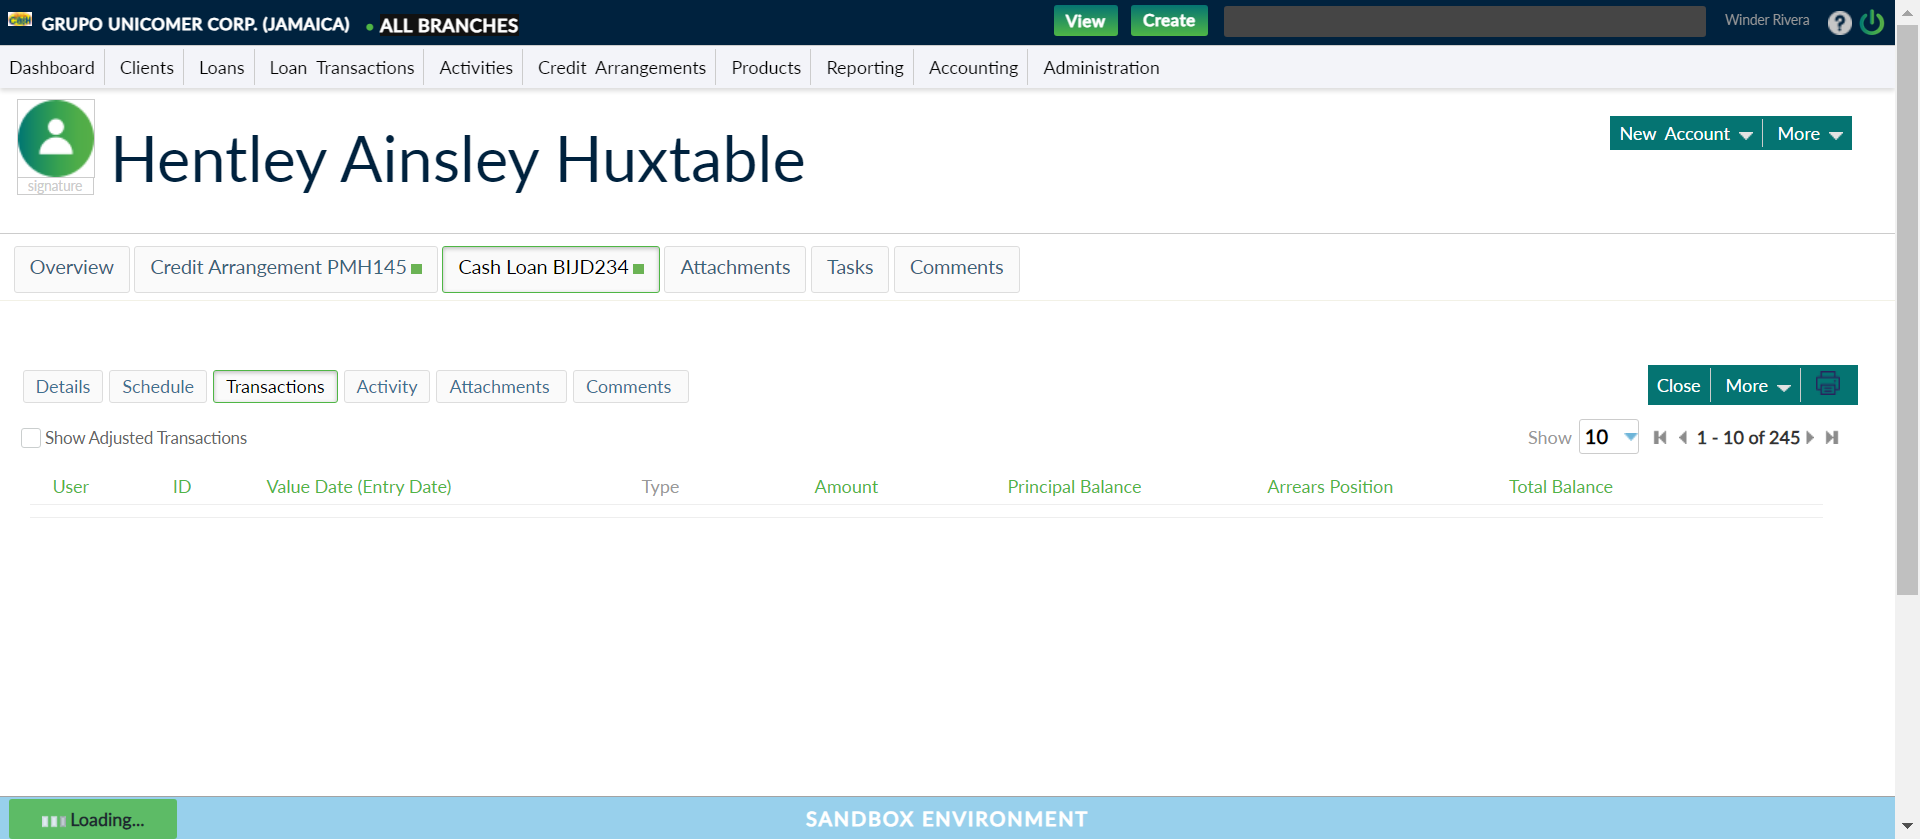 Cash GRUPO UNICOMER CORP. (JAMAICA) ● ALL BRANCHES View Create Winder Rivera ?
Dashboard Clients Loans Loan Transactions Activities Credit Arrangements Products Reporting Accounting Administration
Hentley Ainsley Huxtable
signature
New Account More
Overview Credit Arrangement PMH145 Cash Loan BIJD234 Attachments Tasks Comments
Details Schedule Transactions Activity Attachments Comments
Close More
Show Adjusted Transactions
Show 10 1 - 10 of 245
User ID Value Date (Entry Date) Type Amount Principal Balance Arrears Position Total Balance
Loading...
SANDBOX ENVIRONMENT